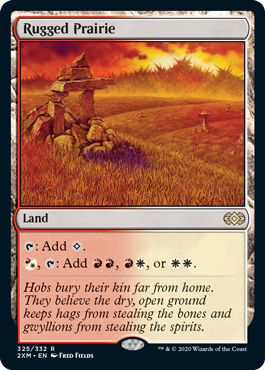 Rugged Prairie
Land
: Add .
, : Add , , or .
Hobs bury their kin far from home.
They believe the dry, open ground
keeps hags from stealing the bones and
gwyllions from stealing the spirits.
325/332 R
2XM • EN FRED FIELDS
™ & © 2020 Wizards of the Coast